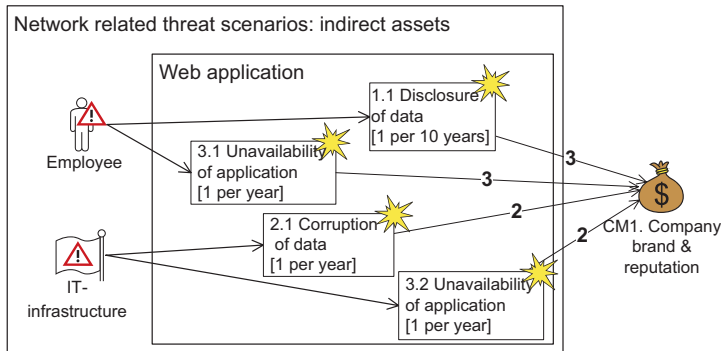 Network related threat scenarios: indirect assets
Web application
1.1 Disclosure
of data
[1 per 10 years]
Employee
3.1 Unavailability
of application
[1 per year]
3
3
2
2
$
CM1. Company
brand &
reputation
2.1 Corruption
of data
[1 per year]
IT-
infrastructure
3.2 Unavailability
of application
[1 per year]